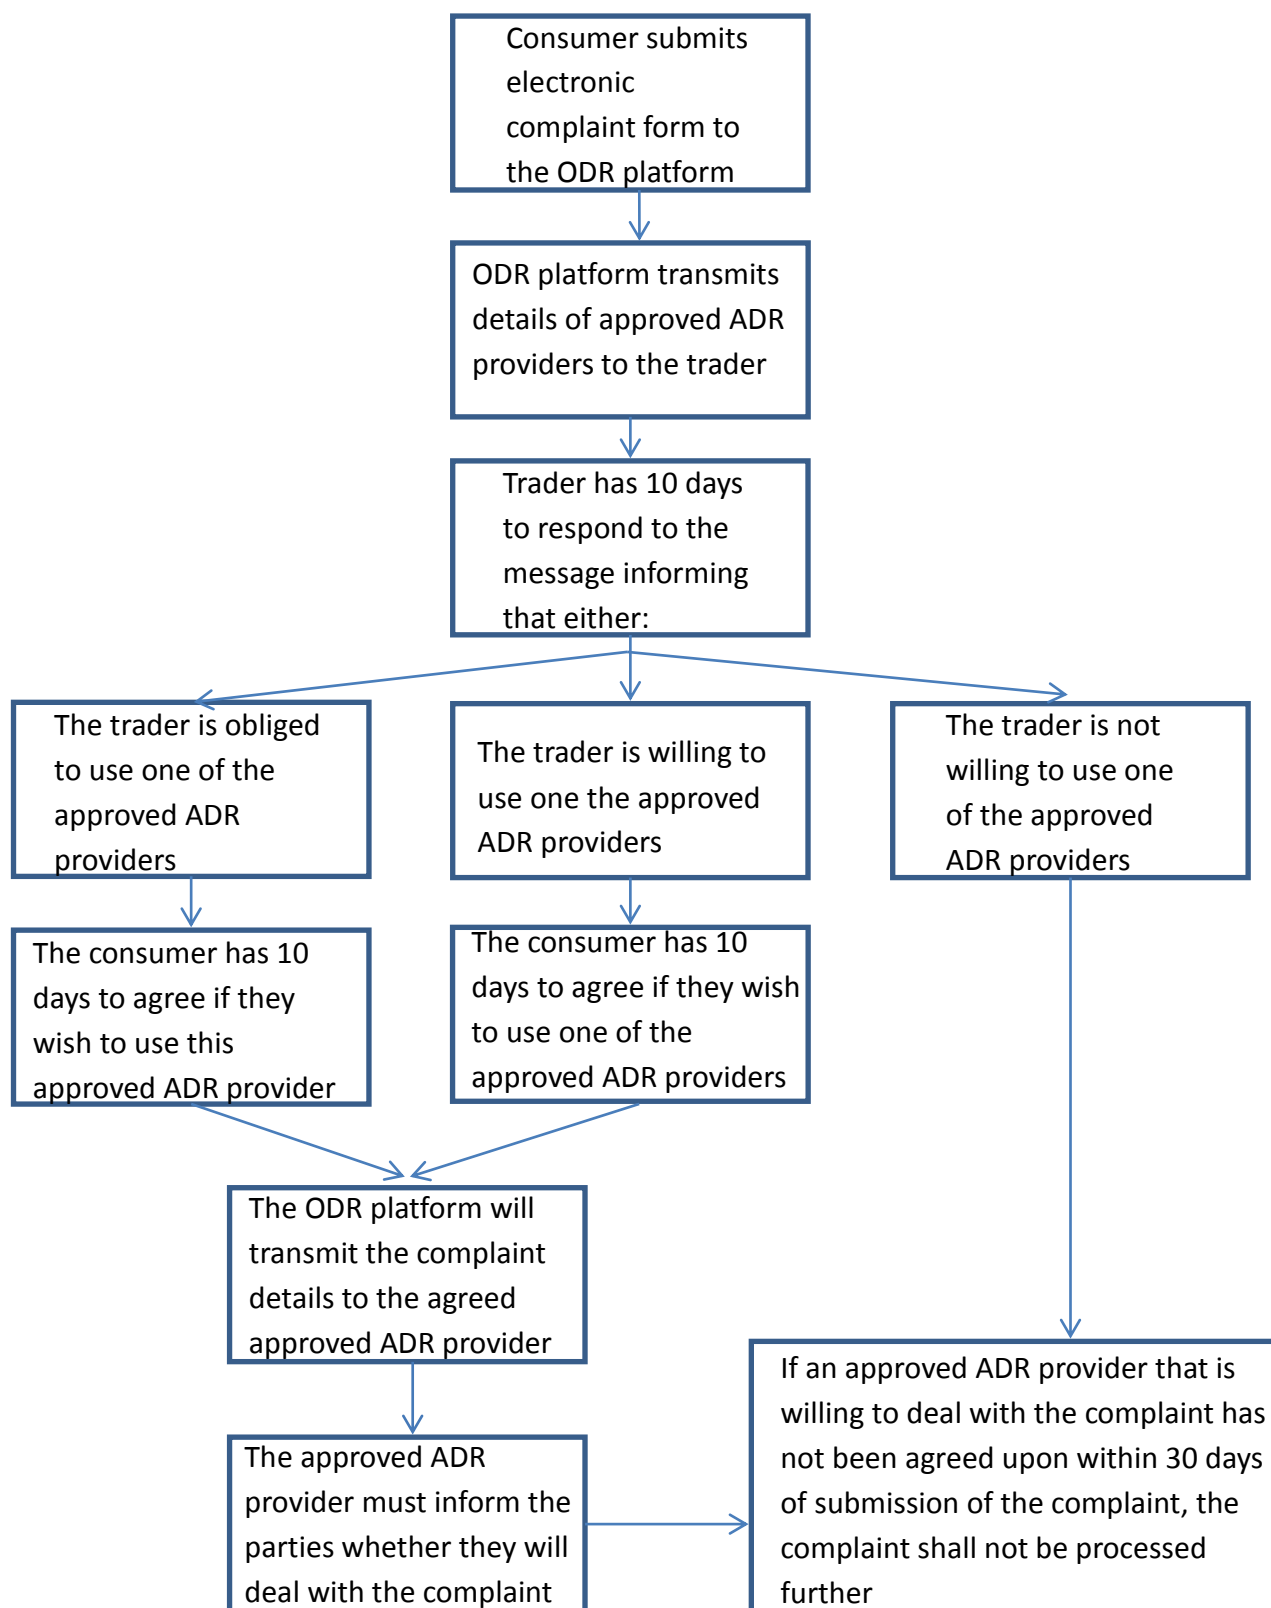 Consumer submits
electronic
complaint form to
the ODR platform
ODR platform transmits
details of approved ADR
providers to the trader
Trader has 10 days
to respond to the
message informing
that either:
The trader is obliged
to use one of the
approved ADR
providers
The trader is willing to
use one the approved
ADR providers
The trader is not
willing to use one
of the approved
ADR providers
The consumer has 10
days to agree if they
wish to use this
approved ADR provider
The consumer has 10
days to agree if they wish
to use one of the
approved ADR providers
The ODR platform will
transmit the complaint
details to the agreed
approved ADR provider
The approved ADR
provider must inform the
parties whether they will
deal with the complaint
If an approved ADR provider that is
willing to deal with the complaint has
not been agreed upon within 30 days
of submission of the complaint, the
complaint shall not be processed
further